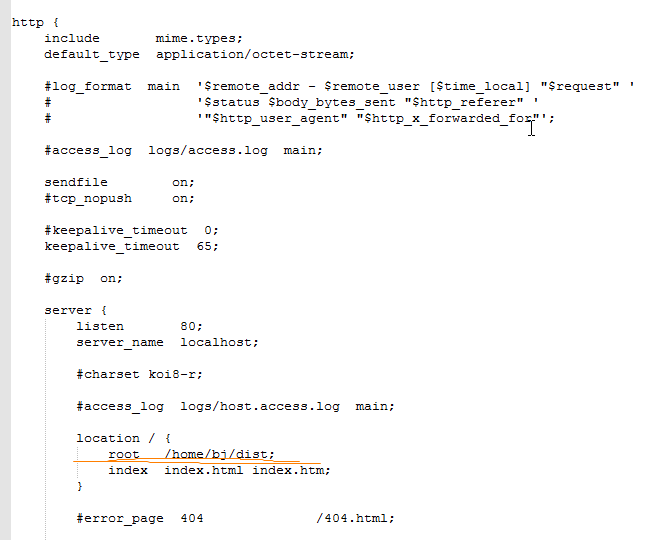 http {
    include       mime.types;
    default_type  application/octet-stream;

    #log_format  main  '$remote_addr - $remote_user [$time_local] "$request" '
    #                  '$status $body_bytes_sent "$http_referer" '
    #                  '"$http_user_agent" "$http_x_forwarded_for"';

    #access_log  logs/access.log  main;

    sendfile        on;
    #tcp_nopush     on;

    #keepalive_timeout  0;
    keepalive_timeout  65;

    #gzip  on;

    server {
        listen       80;
        server_name  localhost;

        #charset koi8-r;

        #access_log  logs/host.access.log  main;

        location / {
            root   /home/bj/dist;
            index  index.html index.htm;
        }

        #error_page  404              /404.html;